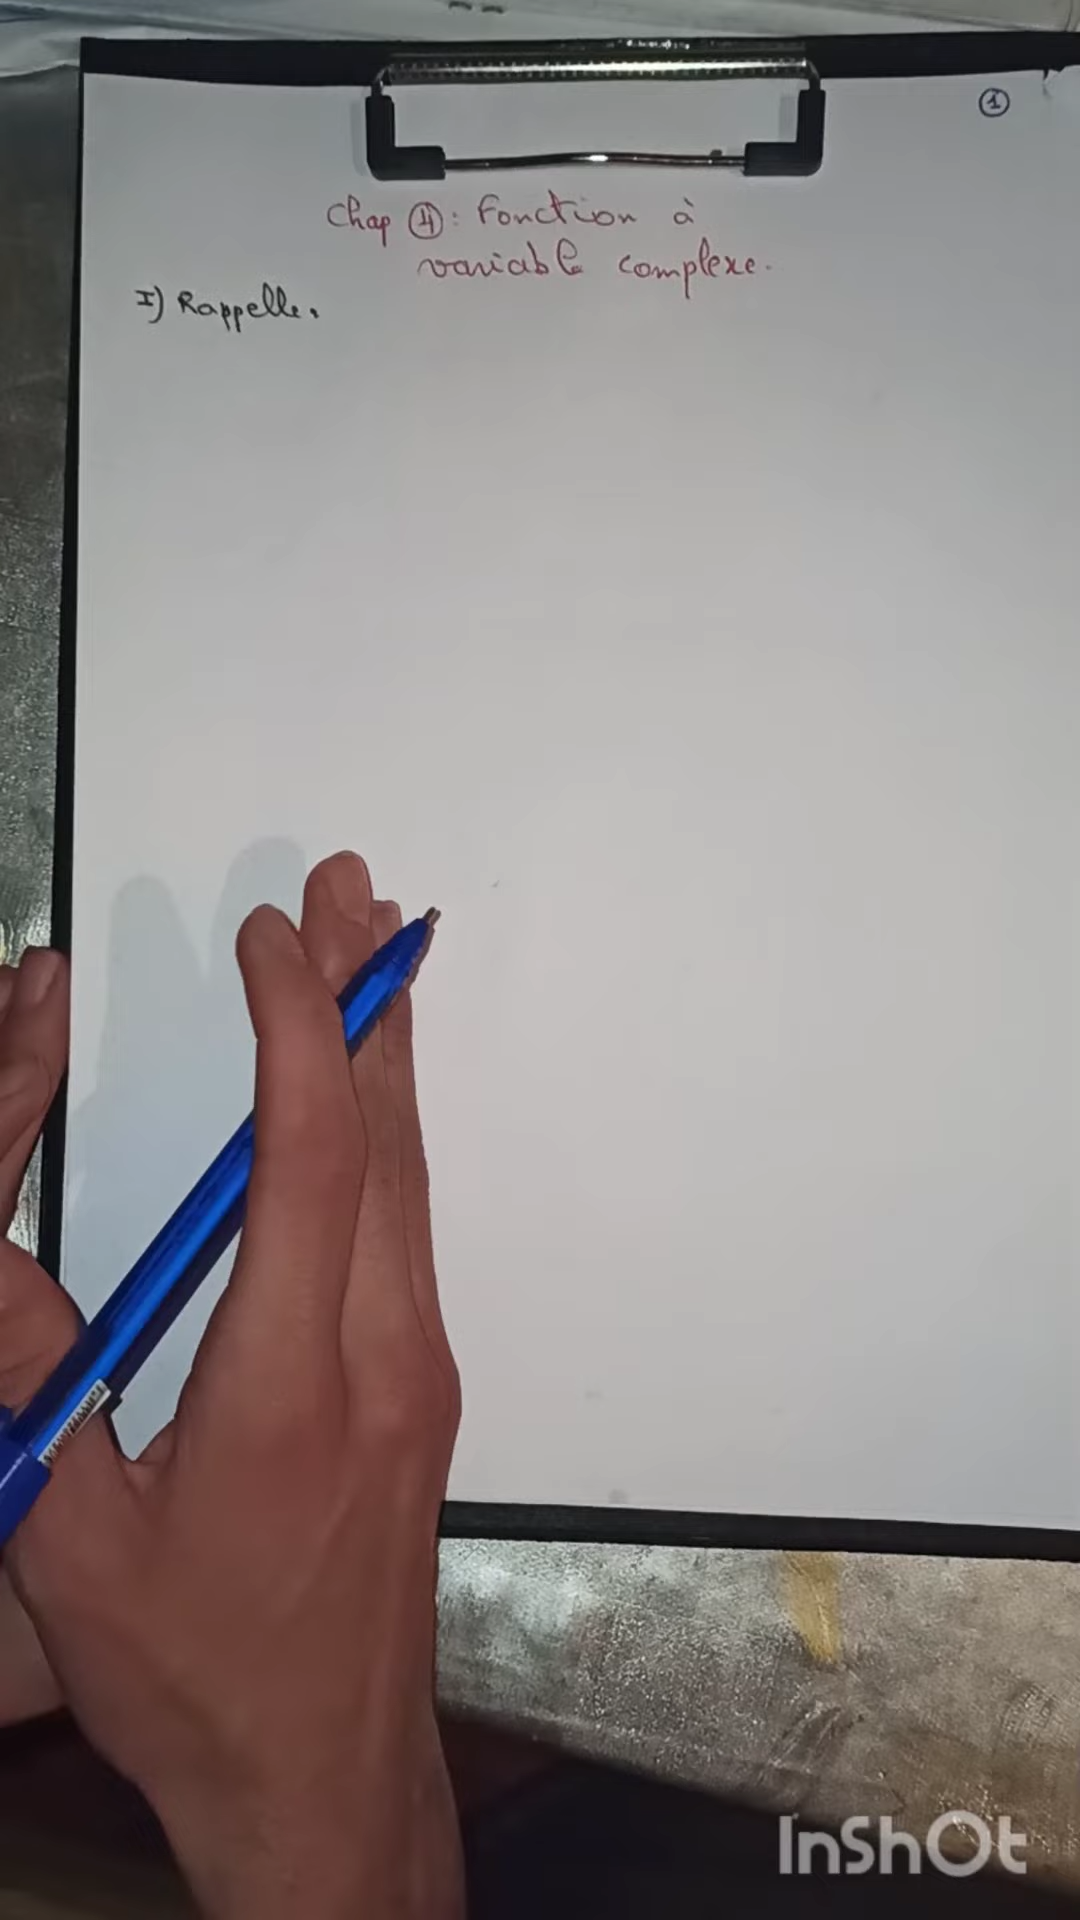 ①
Chap ④: Fonction à
variable complexe.
I) Rappelle.
InShOt